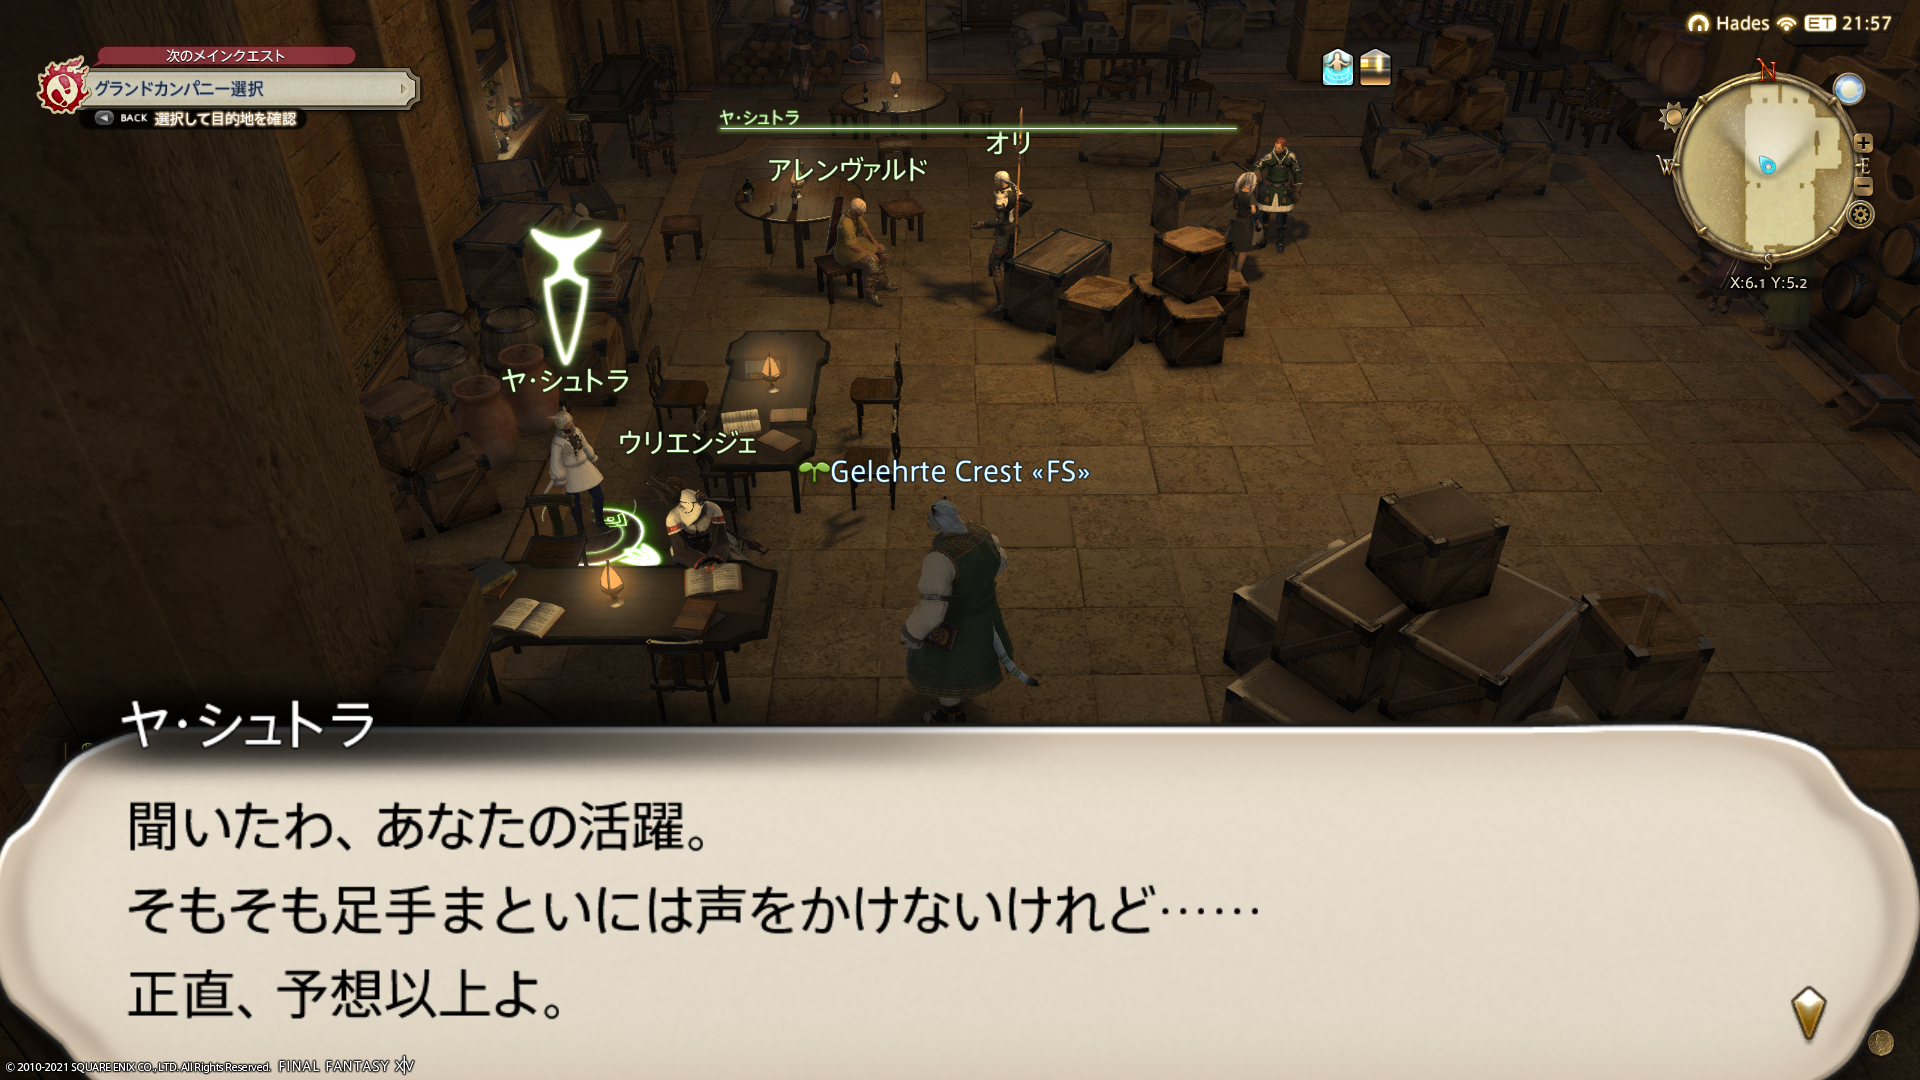 次のメインクエスト
グランドカンパニー選択
BACK 選択して目的地を確認
Hades ET 21:57
N
W
E
S
X:6.1 Y:5.2
ヤ・シュトラ
オリ
アレンヴァルド
ヤ・シュトラ
ウリエンジェ
Gelehrte Crest «FS»
ヤ・シュトラ
聞いたわ、あなたの活躍。
そもそも足手まといには声をかけないけれど……
正直、予想以上よ。
© 2010-2021 SQUARE ENIX CO., LTD. All Rights Reserved. FINAL FANTASY XIV